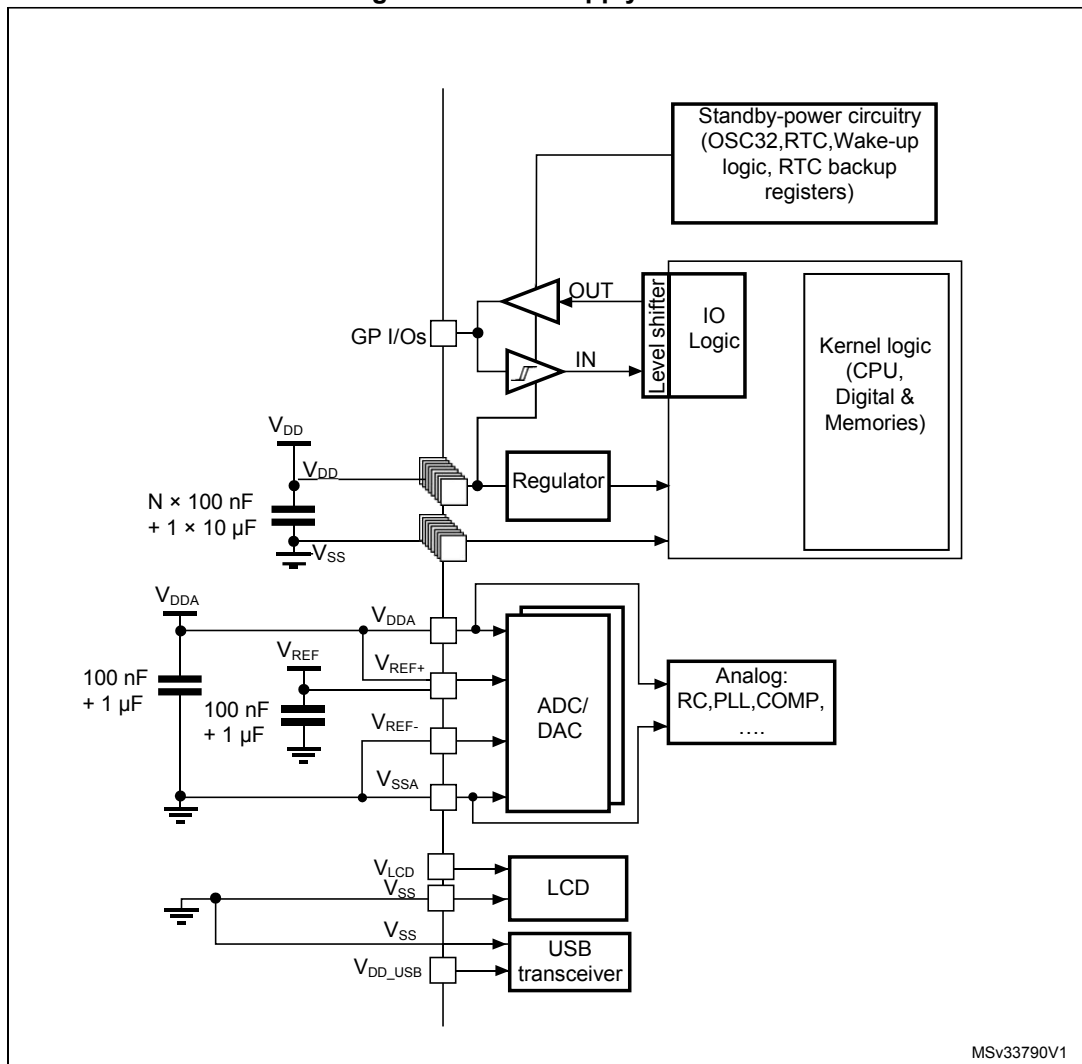 Standby-power circuitry
(OSC32,RTC,Wake-up
logic, RTC backup
registers)
OUT
GP I/Os
IN
Level shifter
IO
Logic
Kernel logic
(CPU,
Digital &
Memories)
VDD
VDD
Regulator
N × 100 nF
+ 1 × 10 µF
VSS
VDDA
VDDA
VREF
VREF+
100 nF
+ 1 µF
100 nF
+ 1 µF
VREF-
ADC/
DAC
Analog:
RC,PLL,COMP,
....
VSSA
VLCD
VSS
LCD
VSS
USB
transceiver
VDD_USB
MSv33790V1